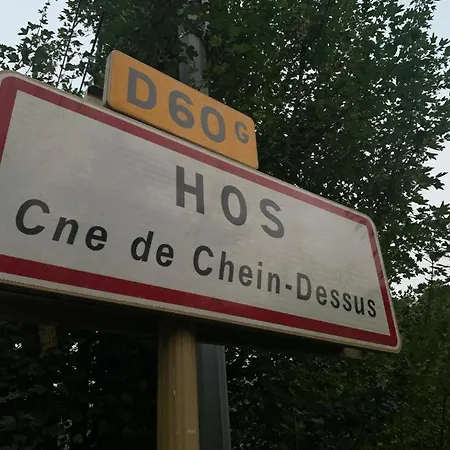 D60G
HOS
Cne de Chein-Dessus